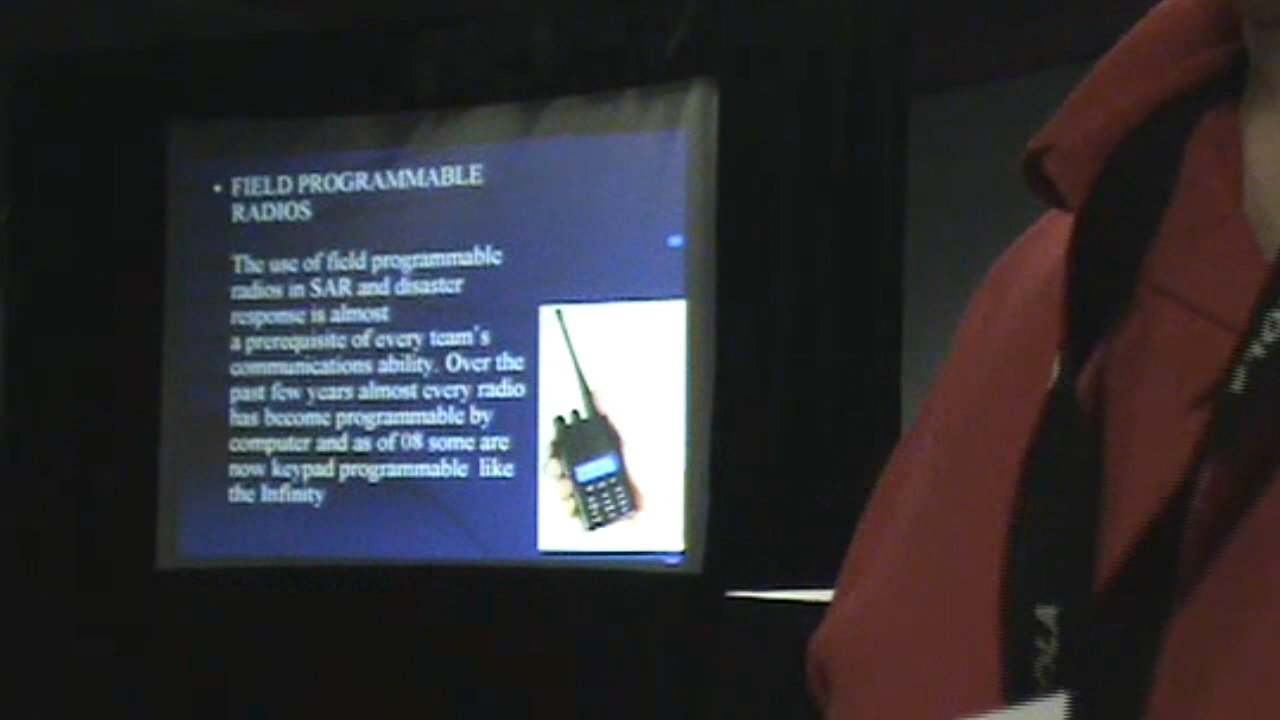 • FIELD PROGRAMMABLE
RADIOS
The use of field programmable
radios in SAR and disaster
response is almost
a prerequisite of every team's
communications ability. Over the
past few years almost every radio
has become programmable by
computer and as of 08 some are
now keypad programmable like
the Infinity